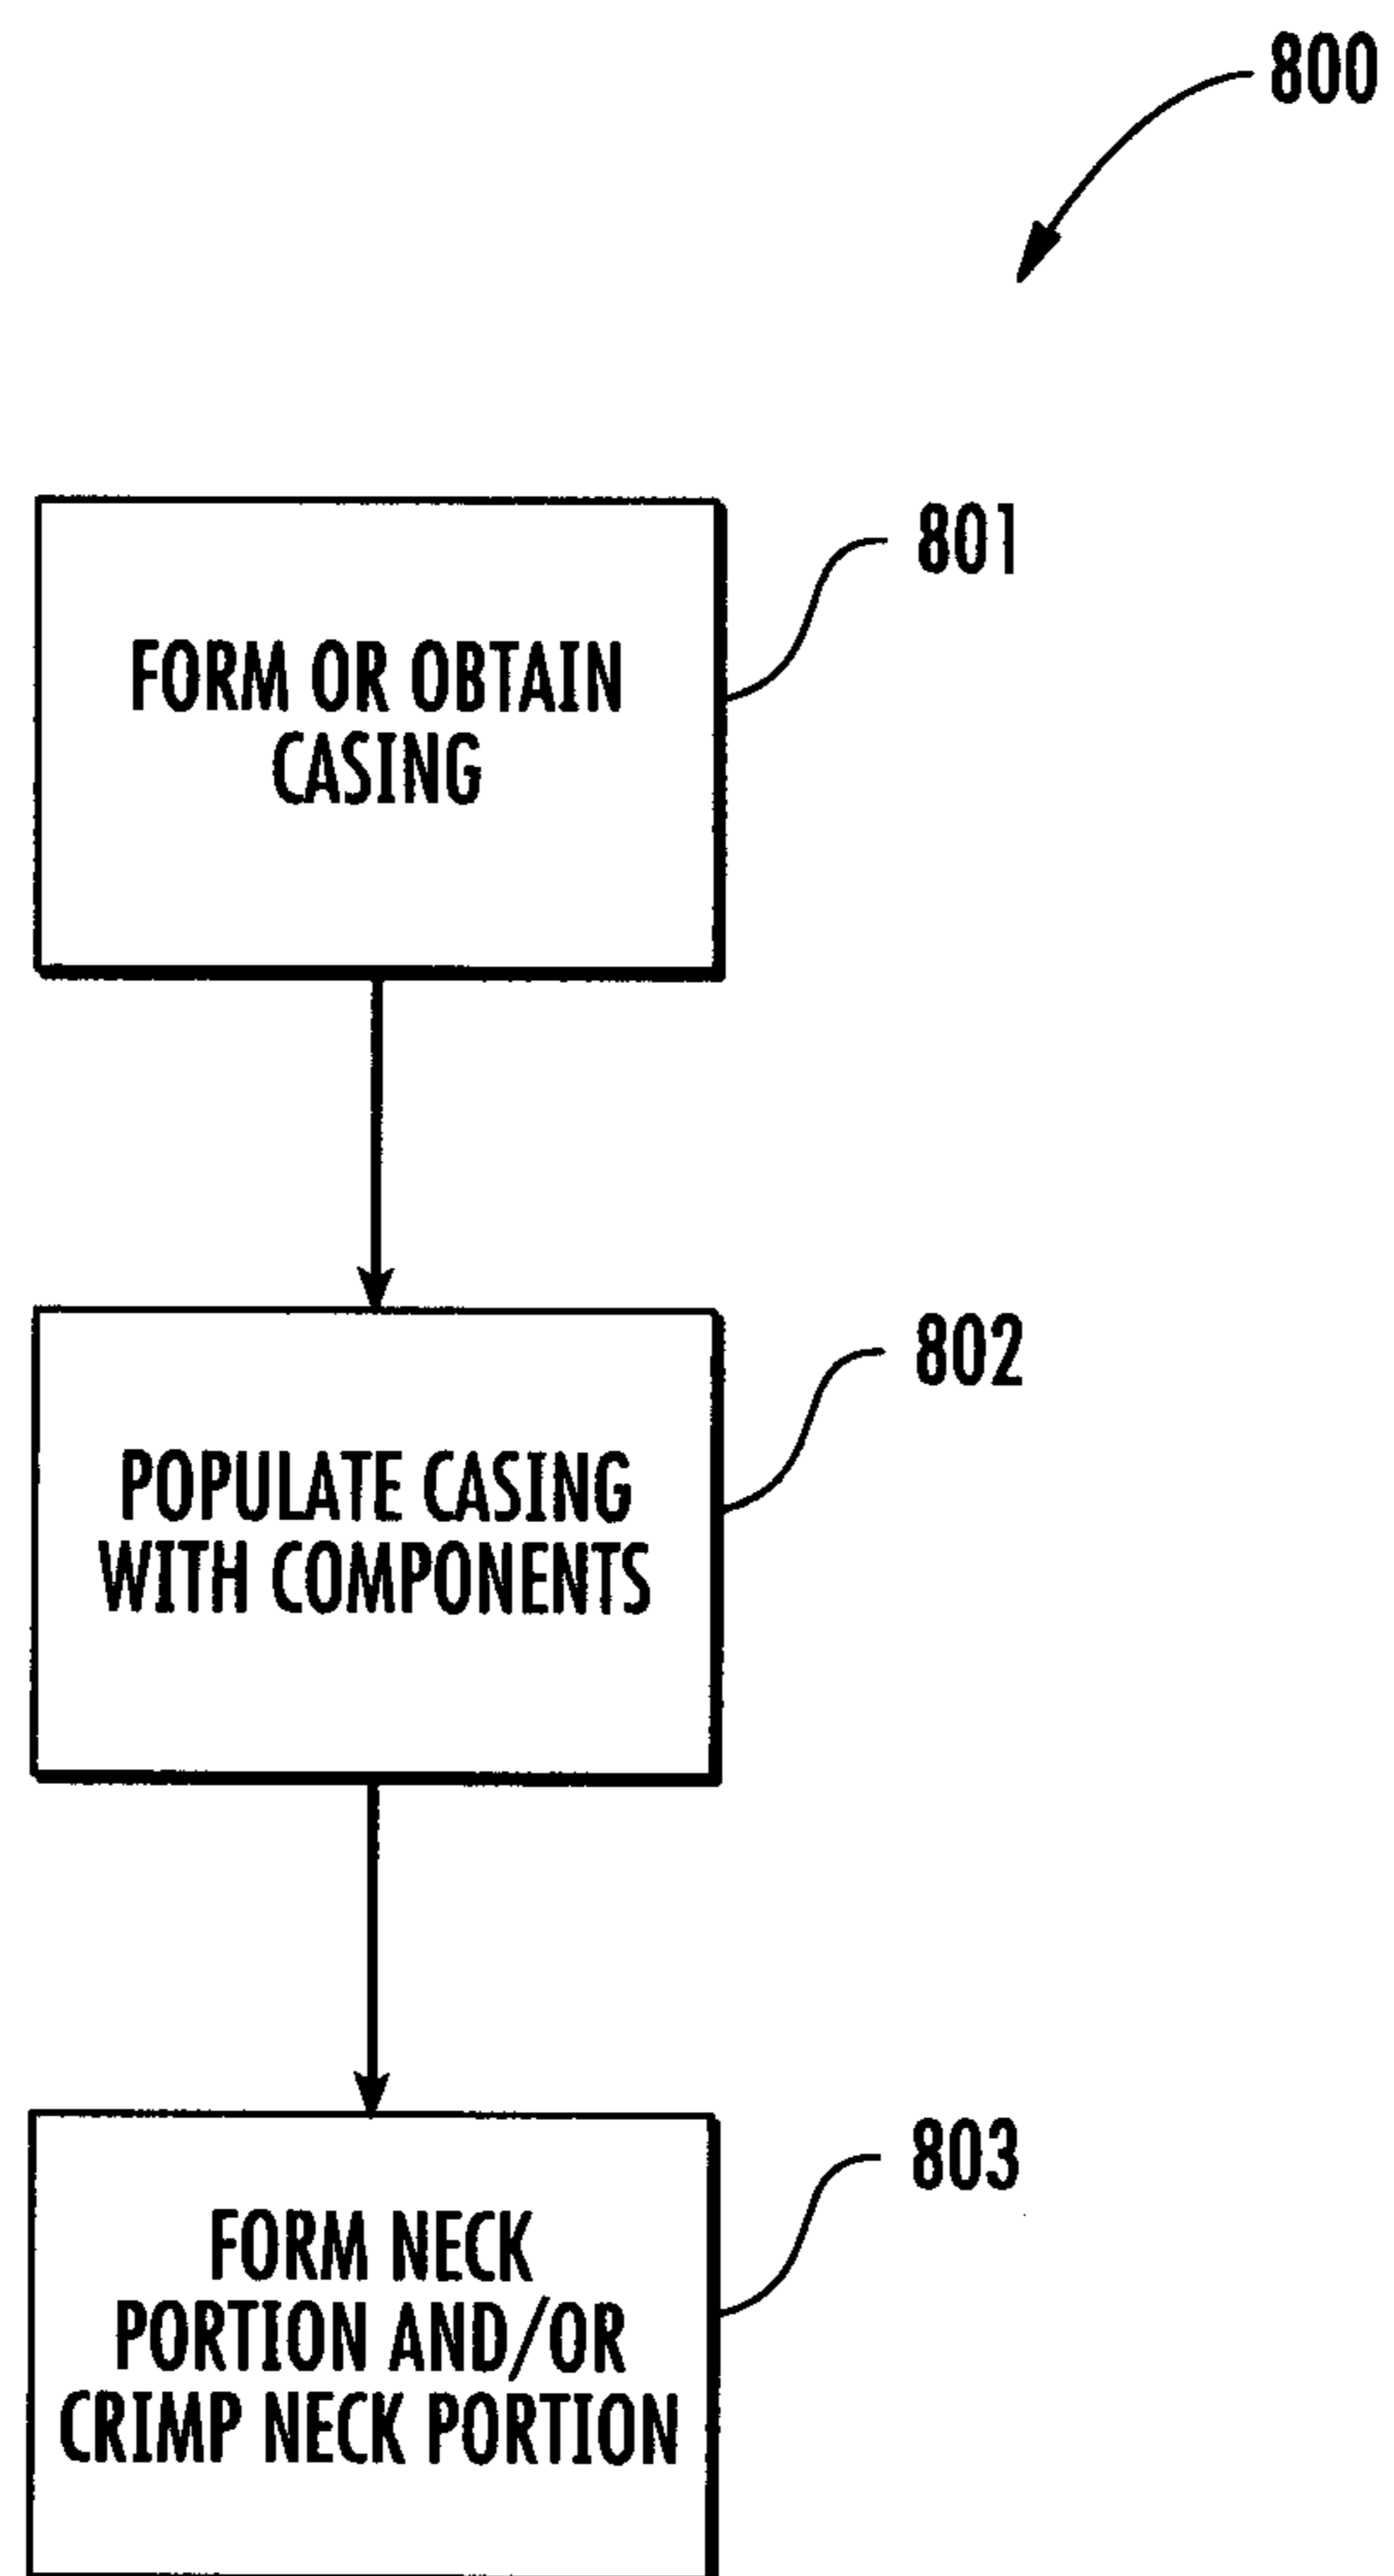 800
FORM OR OBTAIN
CASING
801
POPULATE CASING
WITH COMPONENTS
802
FORM NECK
PORTION AND/OR
CRIMP NECK PORTION
803